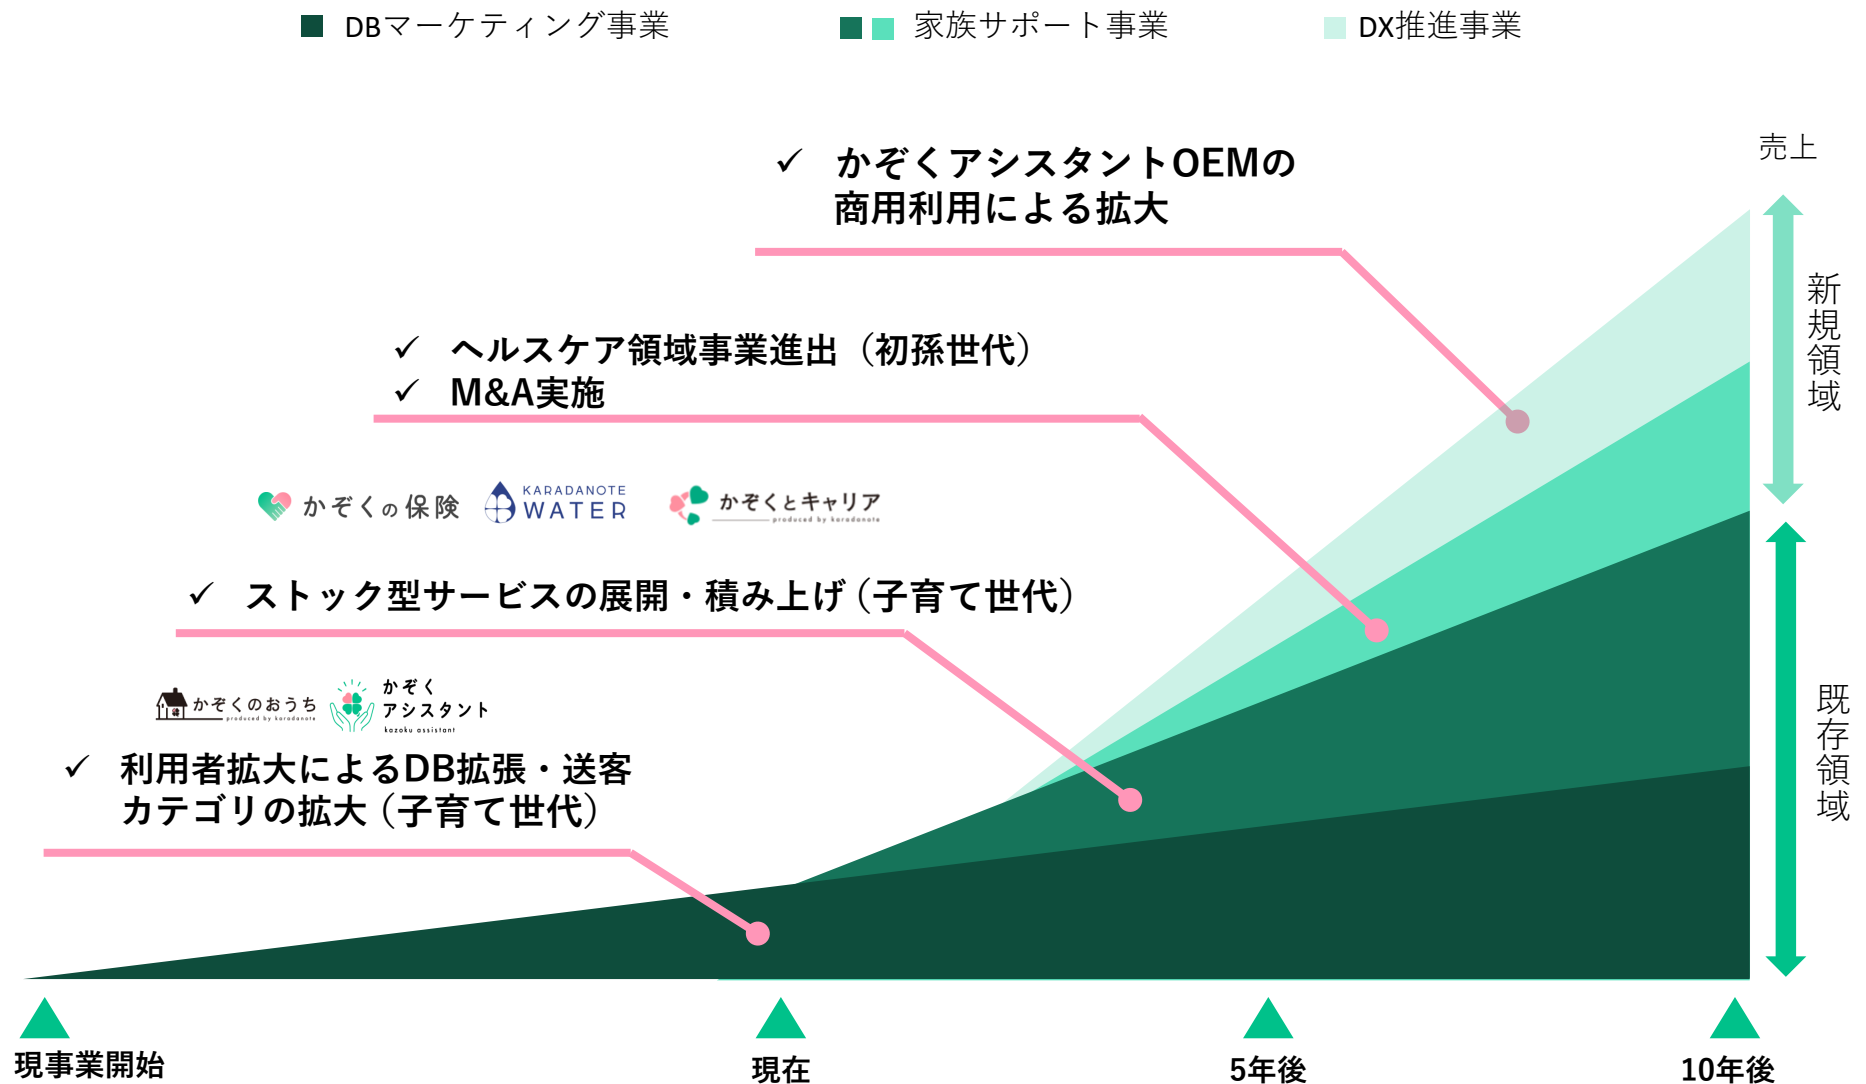 DBマーケティング事業
家族サポート事業
DX推進事業
売上
✓ かぞくアシスタントOEMの
商用利用による拡大
新規領域
✓ ヘルスケア領域事業進出（初孫世代）
✓ M&A実施
かぞくの保険
KARADANOTE
WATER
かぞくとキャリア
produced by karadanote
✓ ストック型サービスの展開・積み上げ（子育て世代）
かぞくのおうち
produced by karadanote
かぞく
アシスタント
kazoku assistant
既存領域
✓ 利用者拡大によるDB拡張・送客
カテゴリの拡大（子育て世代）
現事業開始
現在
5年後
10年後